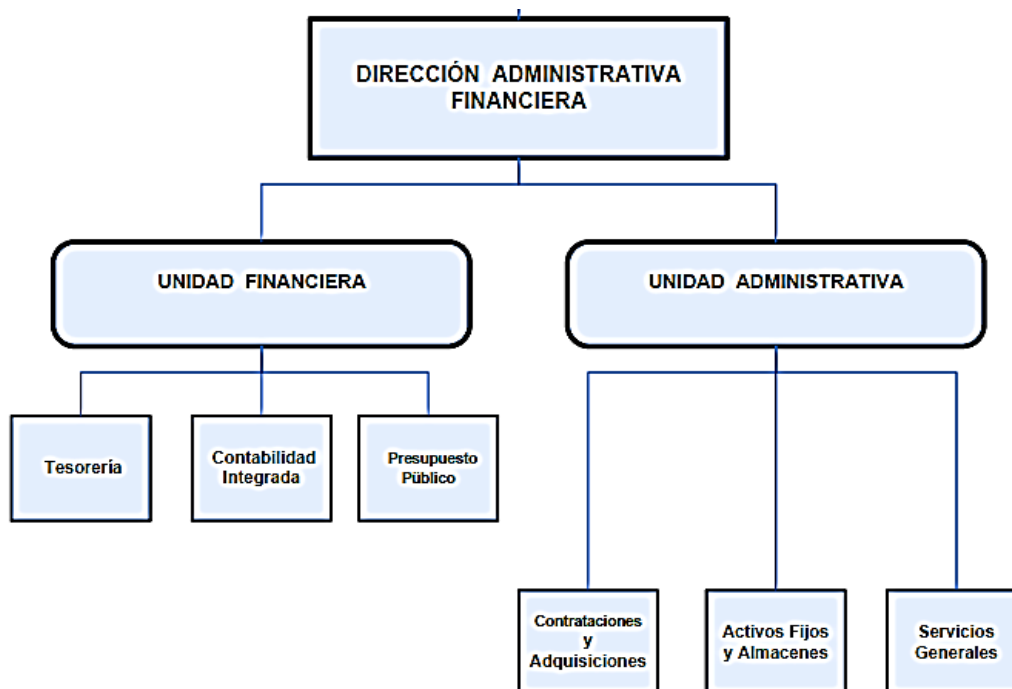 DIRECCIÓN ADMINISTRATIVA
FINANCIERA
UNIDAD FINANCIERA
UNIDAD ADMINISTRATIVA
Tesorería
Contabilidad
Integrada
Presupuesto
Público
Contrataciones
y
Adquisiciones
Activos Fijos
y Almacenes
Servicios
Generales